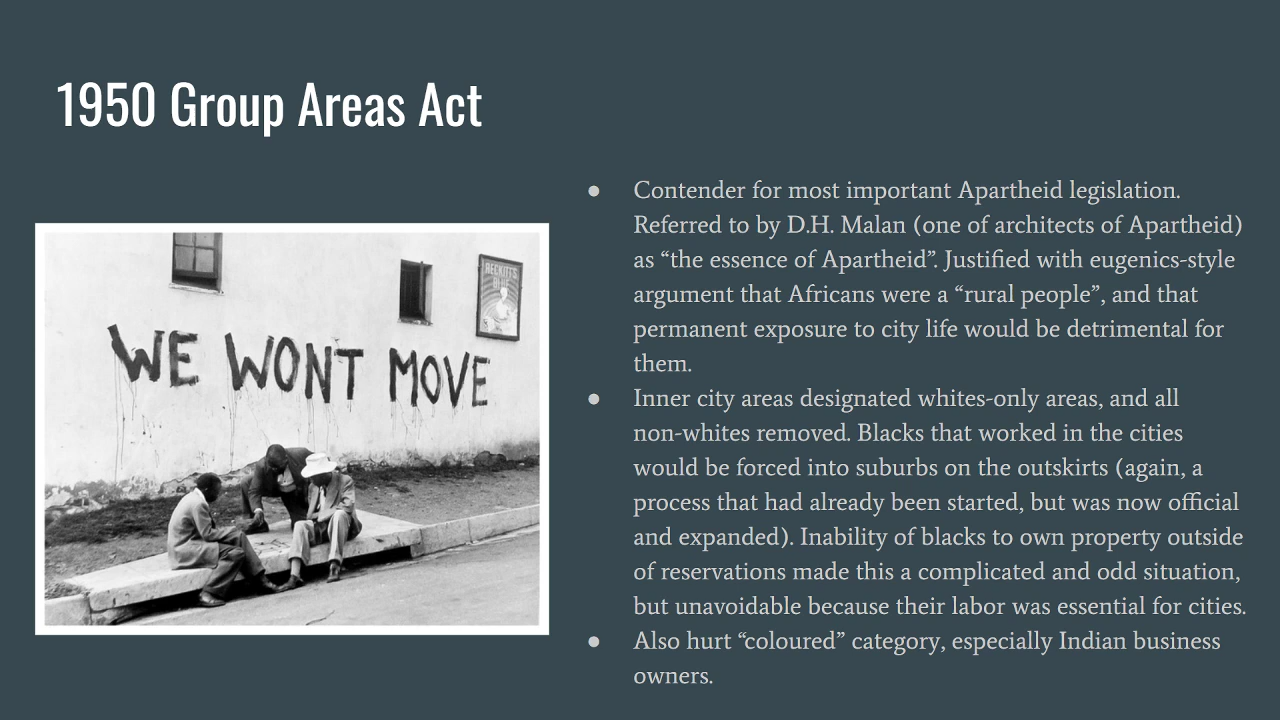 1950 Group Areas Act
WE WONT MOVE
RECKITT'S
BLUE
● Contender for most important Apartheid legislation.
Referred to by D.H. Malan (one of architects of Apartheid)
as “the essence of Apartheid”. Justified with eugenics-style
argument that Africans were a “rural people”, and that
permanent exposure to city life would be detrimental for
them.
● Inner city areas designated whites-only areas, and all
non-whites removed. Blacks that worked in the cities
would be forced into suburbs on the outskirts (again, a
process that had already been started, but was now official
and expanded). Inability of blacks to own property outside
of reservations made this a complicated and odd situation,
but unavoidable because their labor was essential for cities.
● Also hurt “coloured” category, especially Indian business
owners.